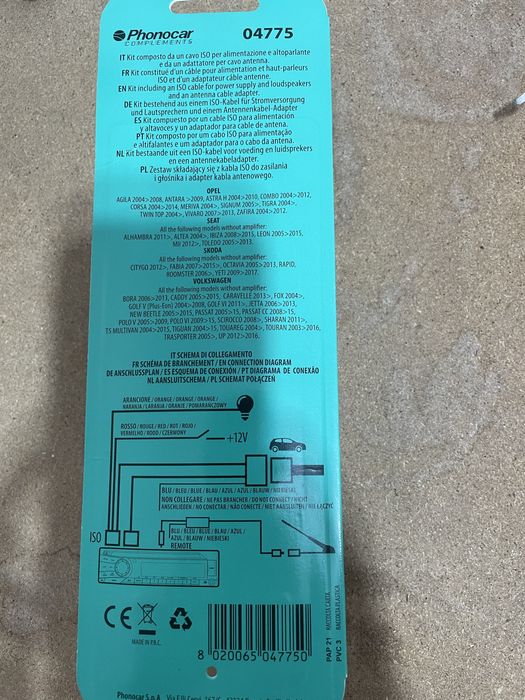 Phonocar
COMPLEMENTS
04775
IT Kit composto da un cavo ISO per alimentazione e altoparlante
e da un adattatore per cavo antenna.
FR Kit constitué d'un câble pour alimentation et haut-parleurs
ISO et d'un adaptateur câble antenne.
EN Kit including an ISO cable for power supply and loudspeakers
and an antenna cable adapter.
DE Kit bestehend aus einem ISO-Kabel für Stromversorgung
und Lautsprechern und einem Antennenkabel-Adapter
ES Kit compuesto por un cable ISO para alimentación
y altavoces y un adaptador para cable de antena.
PT Kit composto por um cabo ISO para alimentação
e altifalantes e um adaptador para o cabo da antena.
NL Kit bestaande uit een ISO-kabel voor voeding en luidsprekers
en een antennekabeladapter.
PL Zestaw składający się z kabla ISO do zasilania
i głośnika i adapter kabla antenowego.
OPEL
AGILA 2004>2008, ANTARA >2009, ASTRA H 2004>2010, COMBO 2004>2012,
CORSA 2004>2014, MERIVA 2004>, SIGNUM 2005>, TIGRA 2004>,
TWIN TOP 2004>, VIVARO 2007>2013, ZAFIRA 2004>2012.
SEAT
All the following models without amplifier:
ALHAMBRA 2011>, ALTEA 2004>, IBIZA 2008>2015, LEON 2005>2015,
MII 2012>, TOLEDO 2005>2013.
SKODA
All the following models without amplifier:
CITYGO 2012>, FABIA 2007>2015>, OCTAVIA 2005>2013, RAPID,
ROOMSTER 2006>, YETI 2009>2017.
VOLKSWAGEN
All the following models without amplifier:
BORA 2006>2013, CADDY 2005>2015, CARAVELLE 2013>, FOX 2004>,
GOLF V (Plus-Eon) 2004>2008, GOLF VI 2011>, JETTA 2006>2013,
NEW BEETLE 2005>2015, PASSAT 2005>15, PASSAT CC 2008>15,
POLO V 2005>2009, POLO VI 2009>15, SCIROCCO 2008>, SHARAN 2011>,
T5 MULTIVAN 2004>2015, TIGUAN 2004>15, TOUAREG 2004>, TOURAN 2003>2016,
TRASPORTER 2005>, UP 2012>2016.
IT SCHEMA DI COLLEGAMENTO
FR SCHÉMA DE BRANCHEMENT / EN CONNECTION DIAGRAM
DE ANSCHLUSSPLAN / ES ESQUEMA DE CONEXIÓN / PT DIAGRAMA DE CONEXÃO
NL AANSLUITSCHEMA / PL SCHEMAT POŁĄCZEŃ
ARANCIONE / ORANGE / ORANGE / ORANGE /
NARANJA / LARANJA / ORANJE / POMARAŃCZOWY
ROSSO / ROUGE / RED / ROT / ROJO /
VERMELHO / ROOD / CZERWONY
+12V
BLU / BLEU / BLUE / BLAU / AZUL / AZUL / BLAUW / NIEBIESKI
NON COLLEGARE / NE PAS BRANCHER / DO NOT CONNECT / NICHT
ANSCHLIEßEN / NO CONECTAR / NÃO CONECTE / NIET AANSLUITEN / NIE ŁĄCZYĆ
ISO
BLU / BLEU / BLUE / BLAU / AZUL /
AZUL / BLAUW / NIEBIESKI
REMOTE
CE
MADE IN P.R.C.
8 020065 047750
PAP 21 RACCOLTA CARTA
PVC 3 RACCOLTA PLASTICA
Phonocar S.p.A.